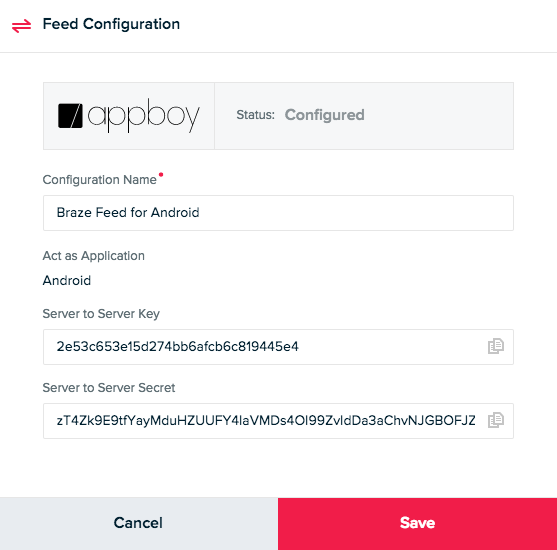 Feed Configuration
appboy
Status: Configured
Configuration Name*
Braze Feed for Android
Act as Application
Android
Server to Server Key
2e53c653e15d274bb6afcb6c819445e4
Server to Server Secret
zT4Zk9E9tfYayMduHZUUFY4IaVMDs4Ol99ZvldDa3aChvNJGBOFJZ
Cancel
Save